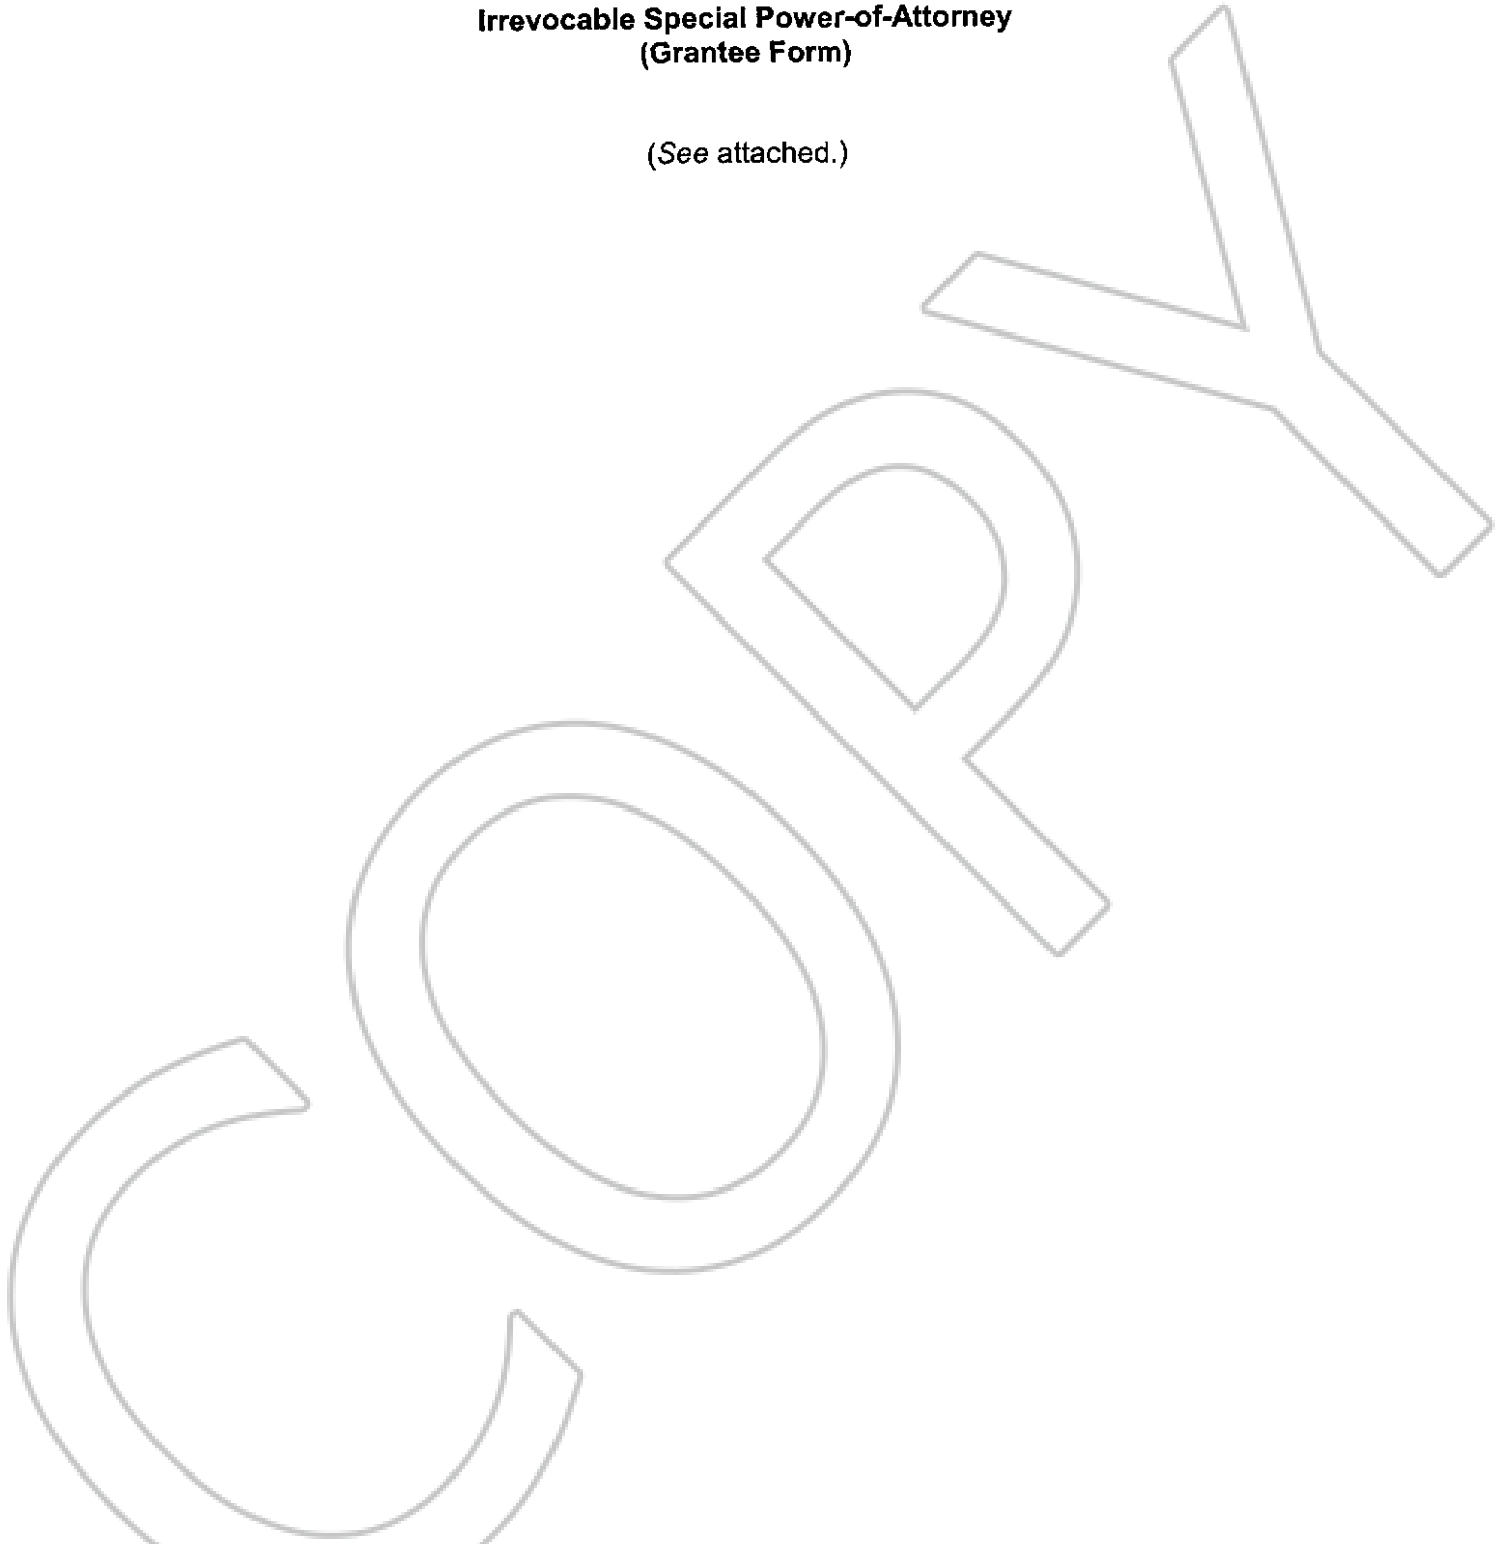 Irrevocable Special Power-of-Attorney
(Grantee Form)
(See attached.)
COPY